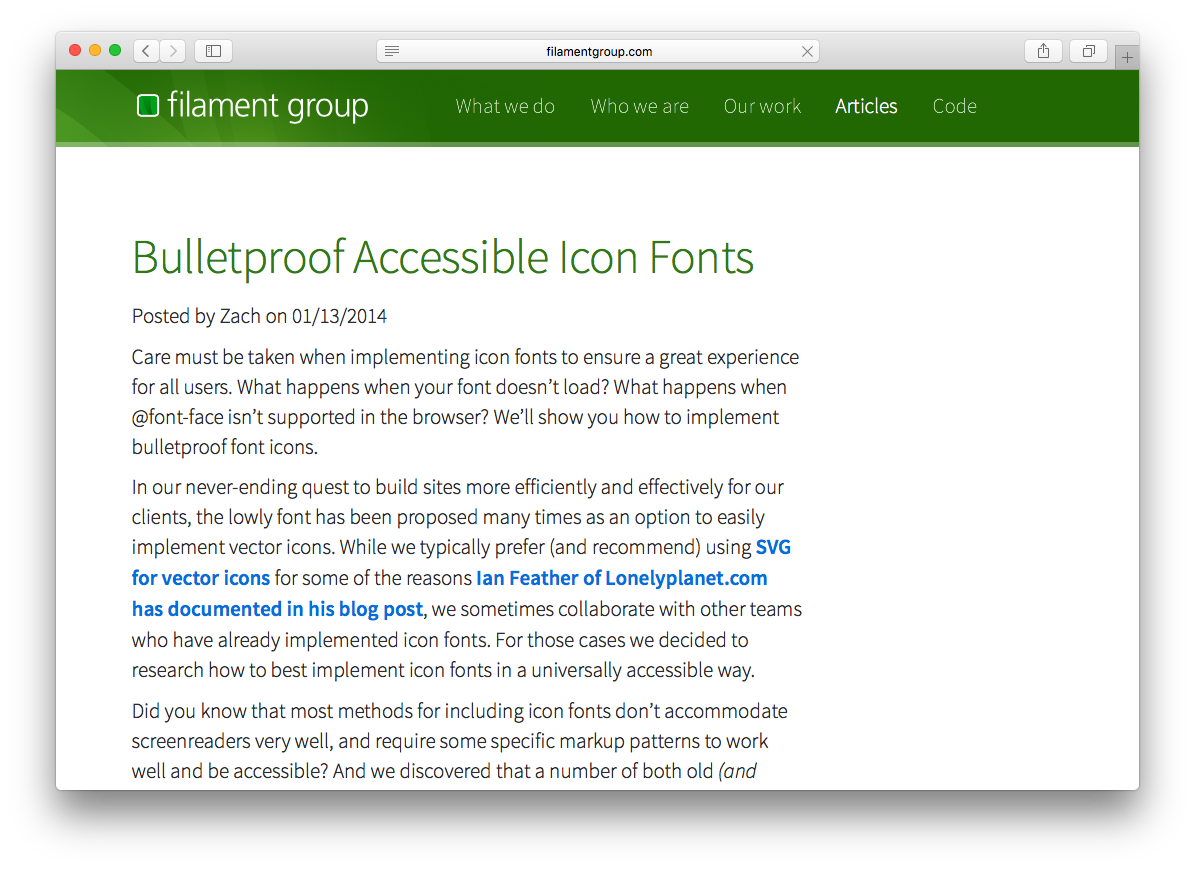 filamentgroup.com
filament group
What we do Who we are Our work Articles Code
Bulletproof Accessible Icon Fonts
Posted by Zach on 01/13/2014
Care must be taken when implementing icon fonts to ensure a great experience
for all users. What happens when your font doesn’t load? What happens when
@font-face isn’t supported in the browser? We’ll show you how to implement
bulletproof font icons.
In our never-ending quest to build sites more efficiently and effectively for our
clients, the lowly font has been proposed many times as an option to easily
implement vector icons. While we typically prefer (and recommend) using SVG
for vector icons for some of the reasons Ian Feather of Lonelyplanet.com
has documented in his blog post, we sometimes collaborate with other teams
who have already implemented icon fonts. For those cases we decided to
research how to best implement icon fonts in a universally accessible way.
Did you know that most methods for including icon fonts don’t accommodate
screenreaders very well, and require some specific markup patterns to work
well and be accessible? And we discovered that a number of both old (and